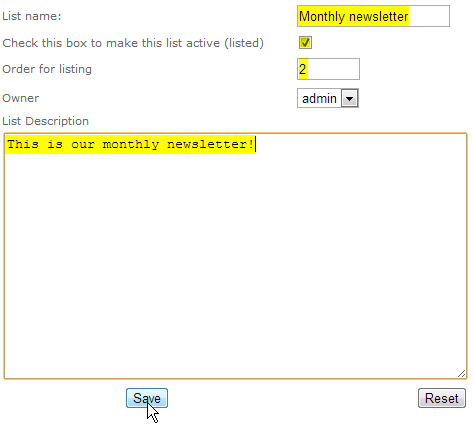 List name: Monthly newsletter
Check this box to make this list active (listed)
Order for listing 2
Owner admin
List Description
This is our monthly newsletter!
Save Reset